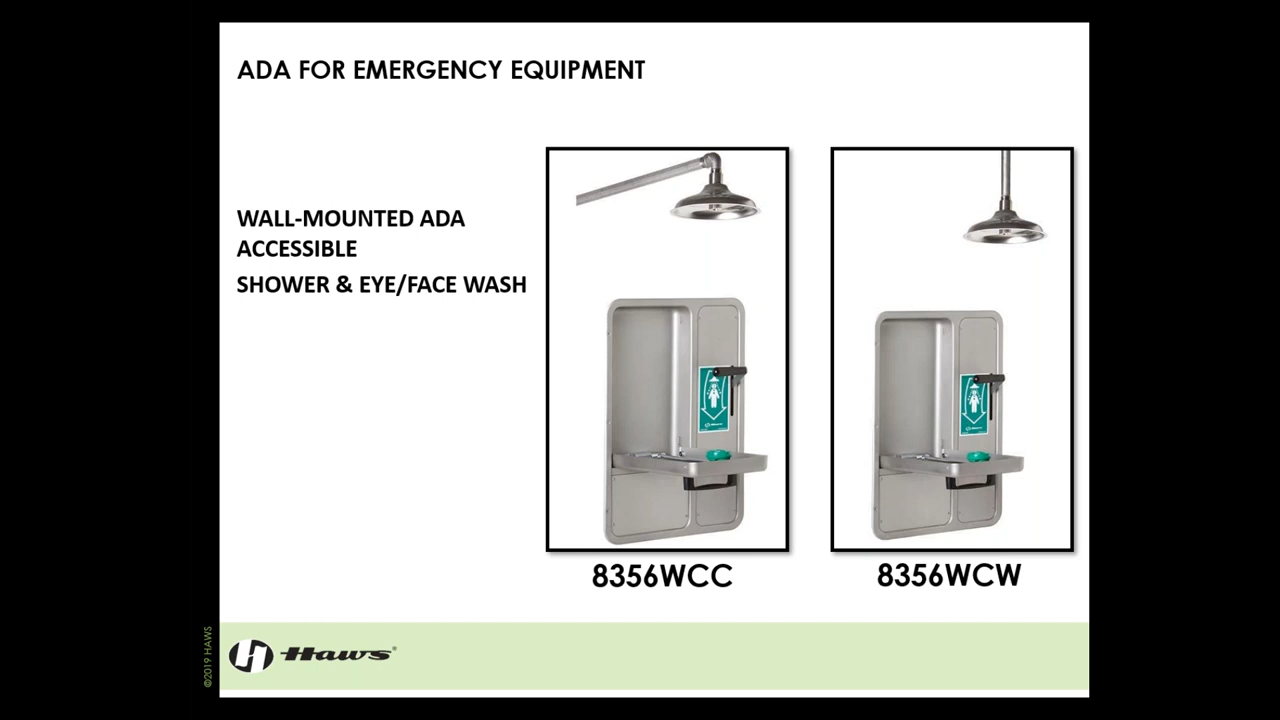 ADA FOR EMERGENCY EQUIPMENT
WALL-MOUNTED ADA
ACCESSIBLE
SHOWER & EYE/FACE WASH
8356WCC
8356WCW
©2019 HAWS
Haws®